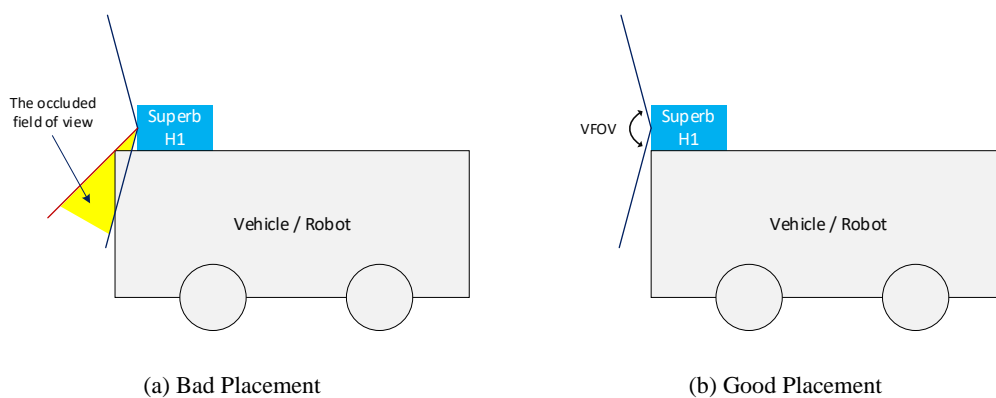 The occluded
field of view
Superb
H1
Vehicle / Robot
(a) Bad Placement
VFOV
Superb
H1
Vehicle / Robot
(b) Good Placement